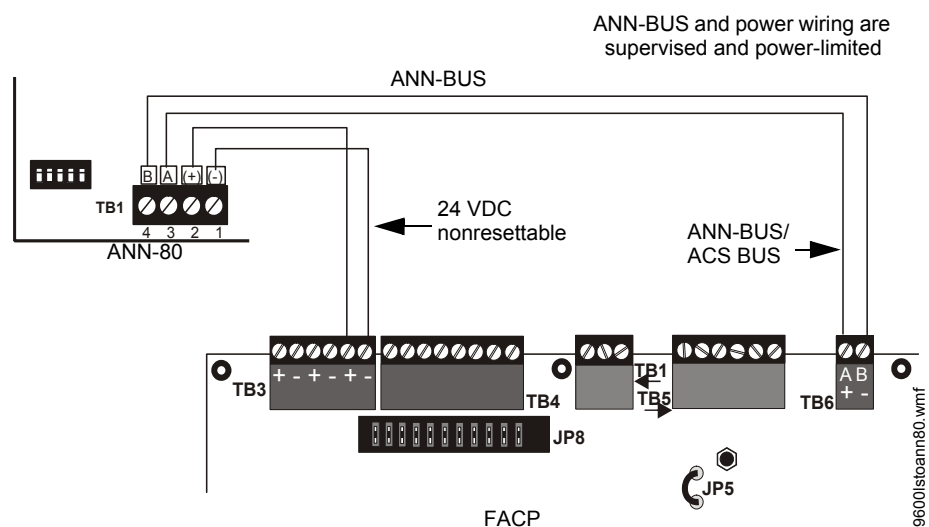 ANN-BUS and power wiring are
supervised and power-limited
ANN-BUS
B A (+) (-)
TB1
4 3 2 1
ANN-80
24 VDC
nonresettable
ANN-BUS/
ACS BUS
TB3
+ - + - + -
TB4
TB1
TB5
TB6
A B
+ -
JP8
JP5
FACP
9600lstoann80.wmf